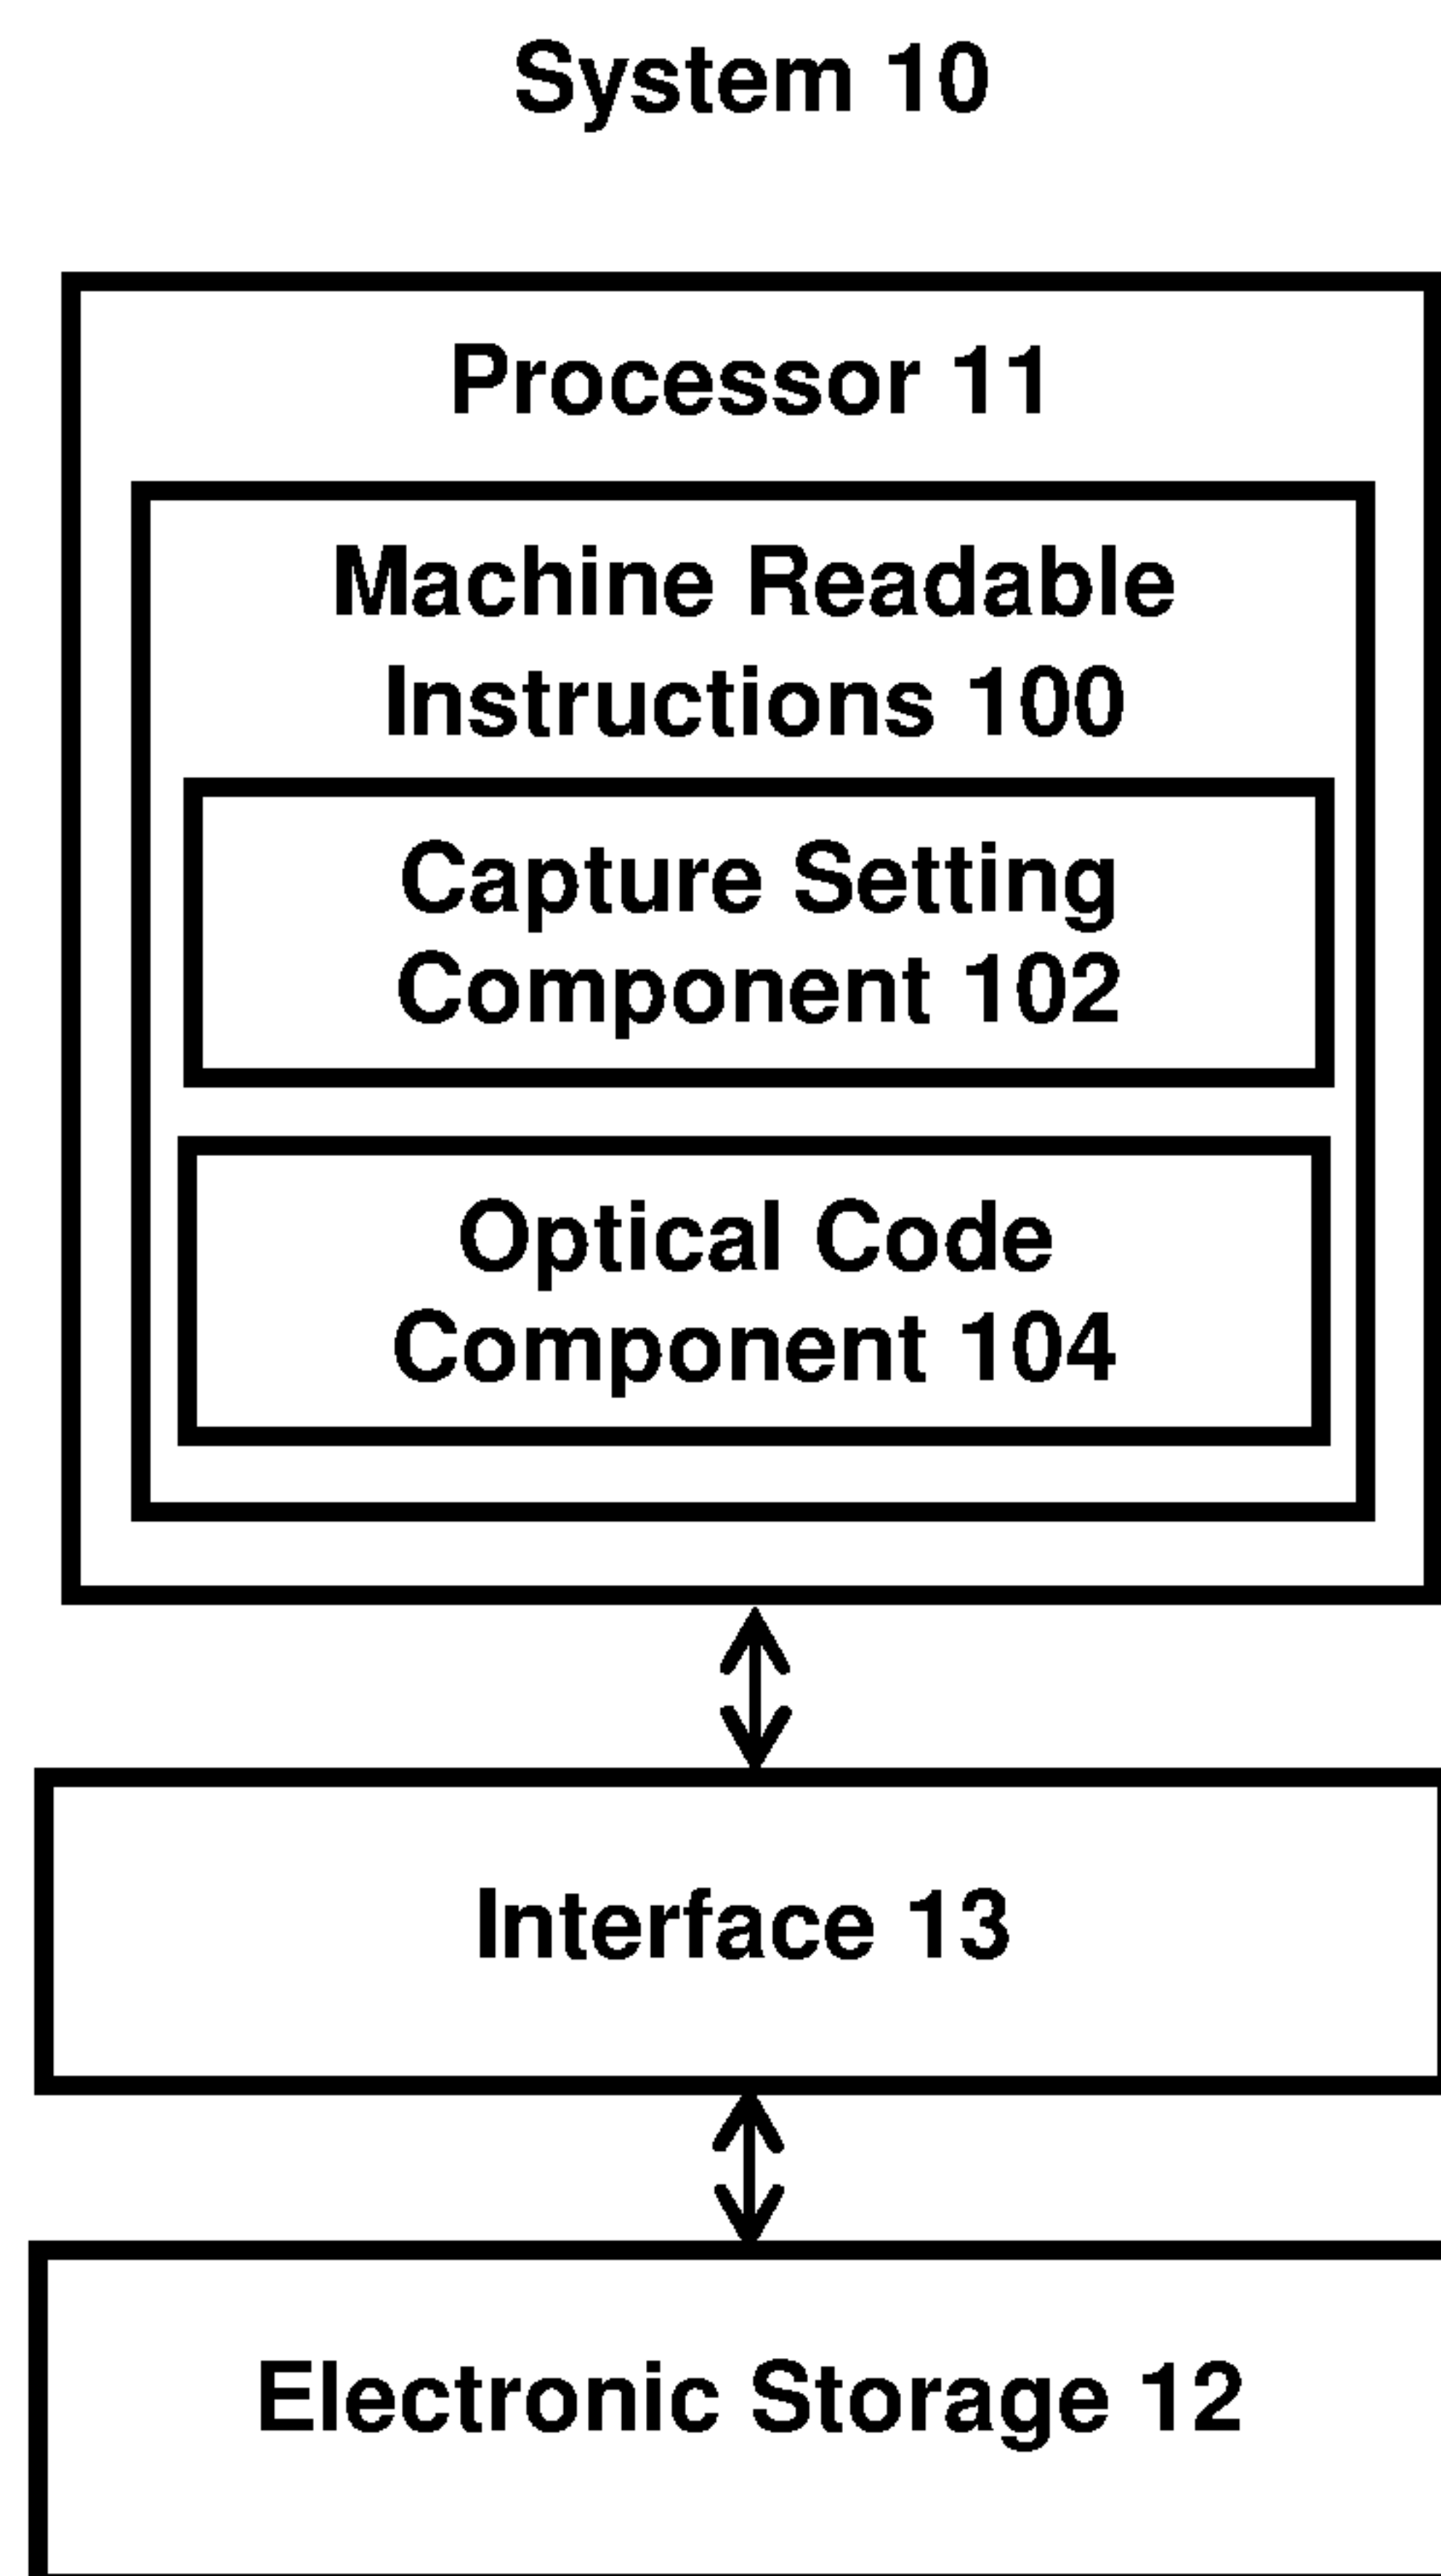 System 10
Processor 11
Machine Readable
Instructions 100
Capture Setting
Component 102
Optical Code
Component 104
Interface 13
Electronic Storage 12